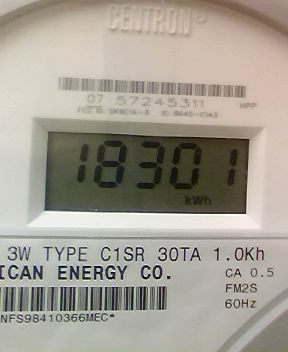 CENTRON®
07 57245311 HPP
18301
kWh
3W TYPE C1SR 30TA 1.0Kh
ICAN ENERGY CO.
CA 0.5
FM2S
60Hz
NFS98410366MEC*